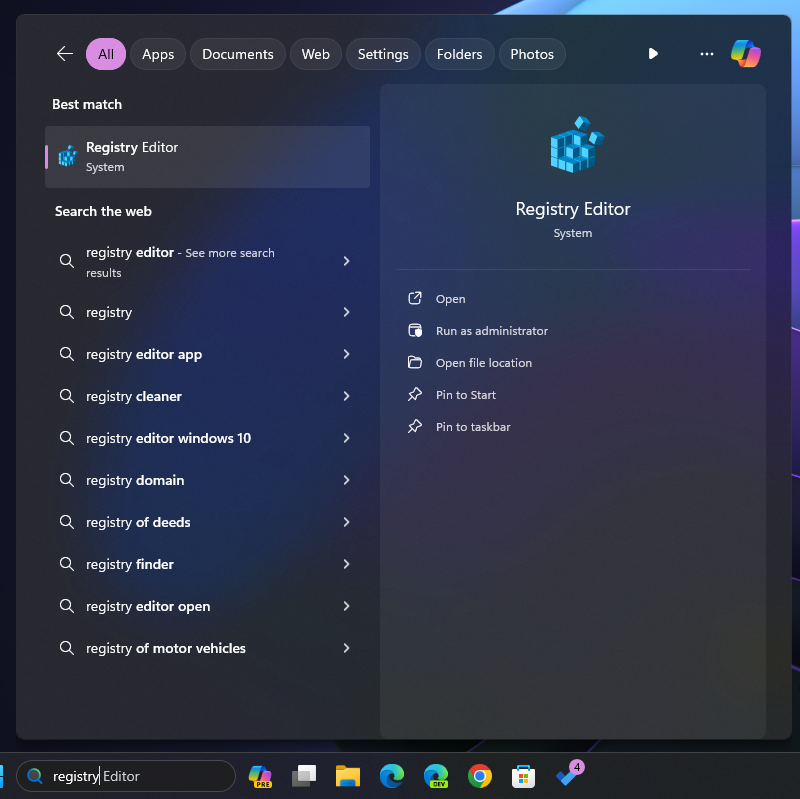 All Apps Documents Web Settings Folders Photos
Best match
Registry Editor
System
Search the web
registry editor - See more search
results
registry
registry editor app
registry cleaner
registry editor windows 10
registry domain
registry of deeds
registry finder
registry editor open
registry of motor vehicles
Registry Editor
System
Open
Run as administrator
Open file location
Pin to Start
Pin to taskbar
registry Editor
PRE
DEV
4